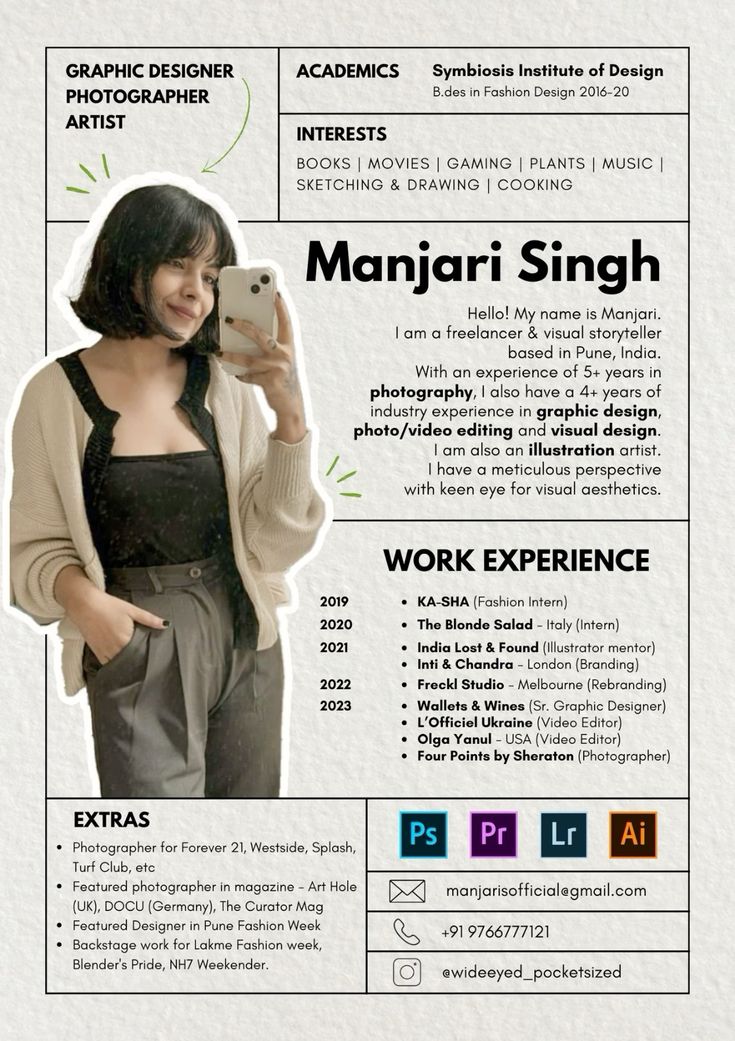 GRAPHIC DESIGNER
PHOTOGRAPHER
ARTIST
ACADEMICS
Symbiosis Institute of Design
B.des in Fashion Design 2016-20
INTERESTS
BOOKS | MOVIES | GAMING | PLANTS | MUSIC |
SKETCHING & DRAWING | COOKING
Manjari Singh
Hello! My name is Manjari.
I am a freelancer & visual storyteller
based in Pune, India.
With an experience of 5+ years in
photography, I also have a 4+ years of
industry experience in graphic design,
photo/video editing and visual design.
I am also an illustration artist.
I have a meticulous perspective
with keen eye for visual aesthetics.
WORK EXPERIENCE
2019 • KA-SHA (Fashion Intern)
2020 • The Blonde Salad - Italy (Intern)
2021 • India Lost & Found (Illustrator mentor)
• Inti & Chandra - London (Branding)
2022 • Freckl Studio - Melbourne (Rebranding)
2023 • Wallets & Wines (Sr. Graphic Designer)
• L'Officiel Ukraine (Video Editor)
• Olga Yanul - USA (Video Editor)
• Four Points by Sheraton (Photographer)
EXTRAS
• Photographer for Forever 21, Westside, Splash,
Turf Club, etc
• Featured photographer in magazine - Art Hole
(UK), DOCU (Germany), The Curator Mag
• Featured Designer in Pune Fashion Week
• Backstage work for Lakme Fashion week,
Blender's Pride, NH7 Weekender.
Ps Pr Lr Ai
manjarisofficial@gmail.com
+91 9766777121
@wideeyed_pocketsized